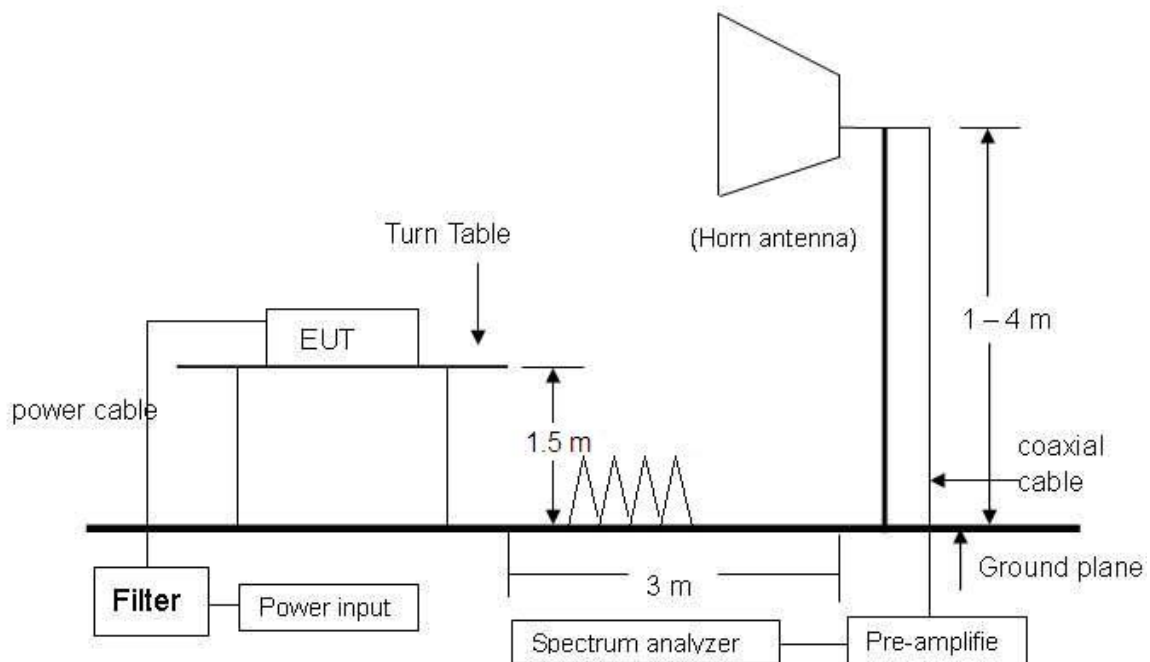 Turn Table
(Horn antenna)
EUT
1 – 4 m
power cable
1.5 m
coaxial
cable
Ground plane
3 m
Filter
Power input
Spectrum analyzer
Pre-amplifie